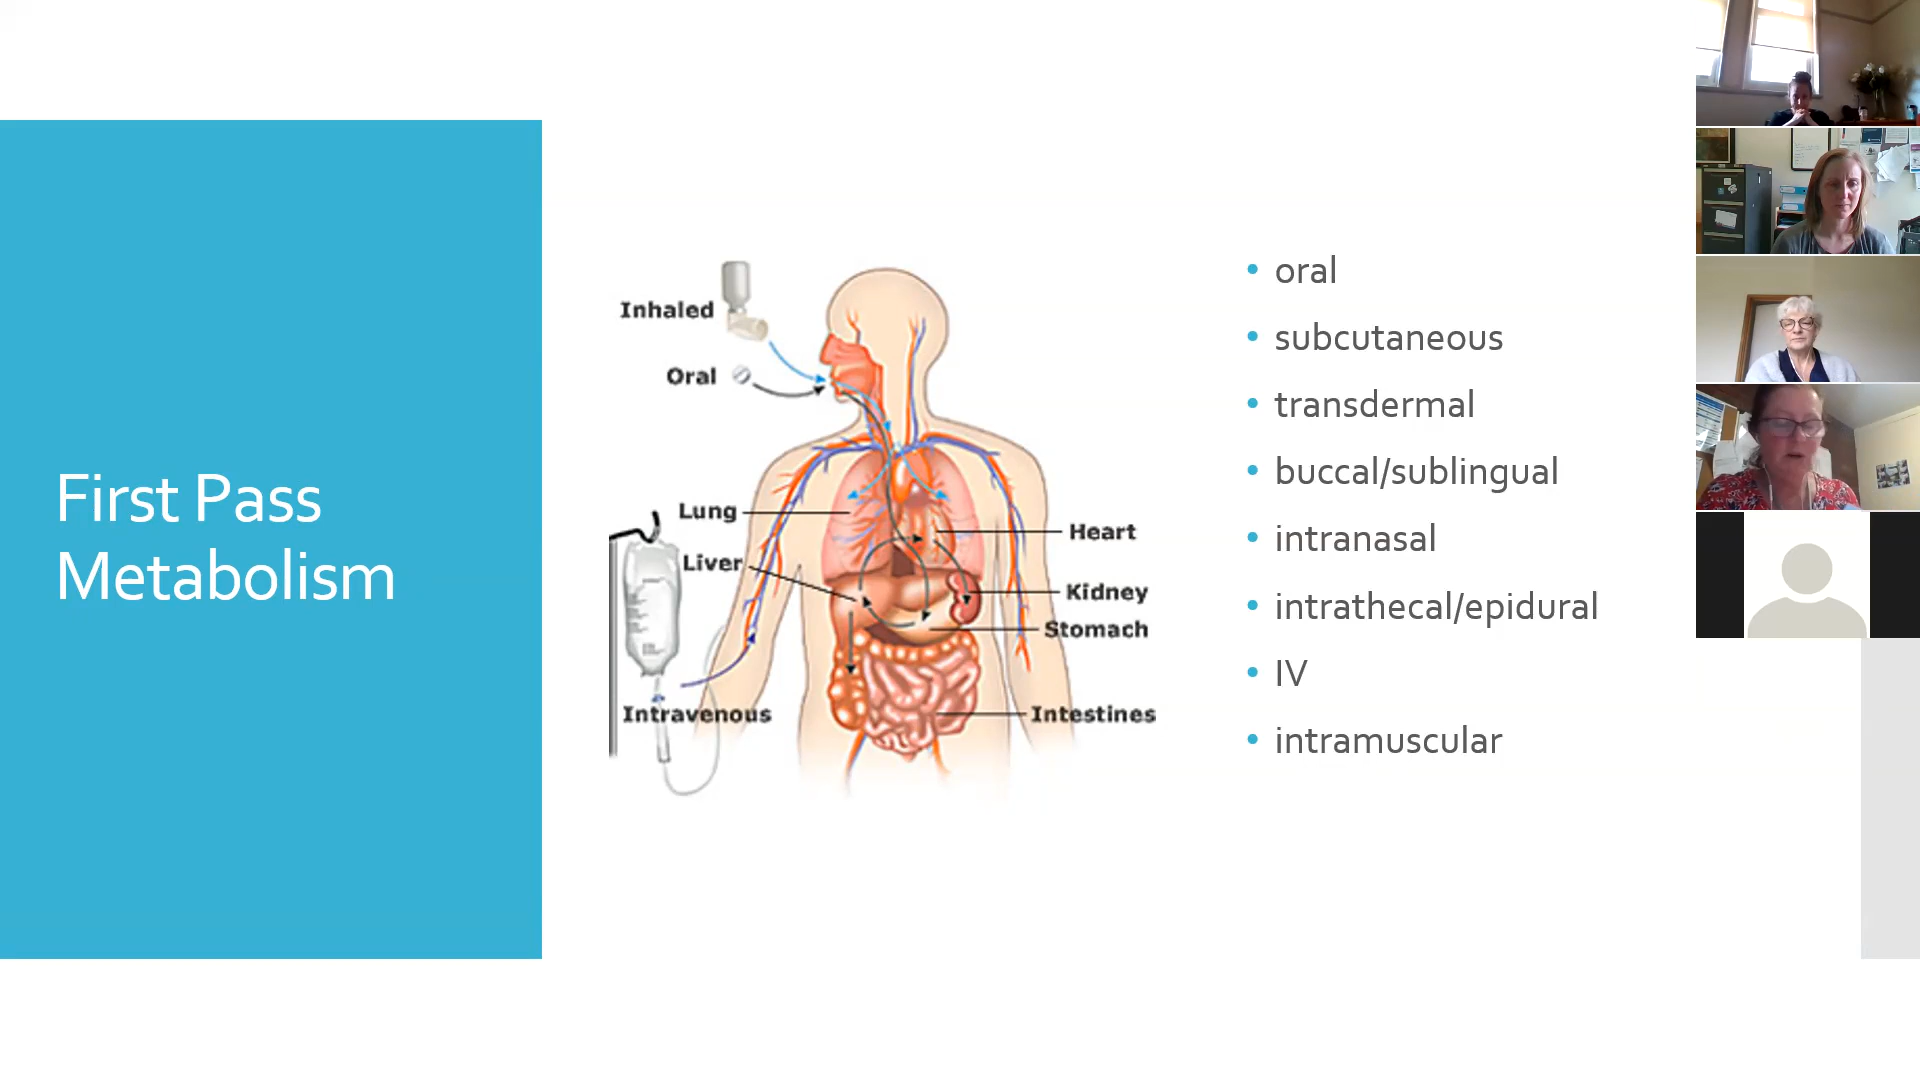 First Pass
Metabolism
Inhaled
Oral
Lung
Liver
Intravenous
Heart
Kidney
Stomach
Intestines
• oral
• subcutaneous
• transdermal
• buccal/sublingual
• intranasal
• intrathecal/epidural
• IV
• intramuscular